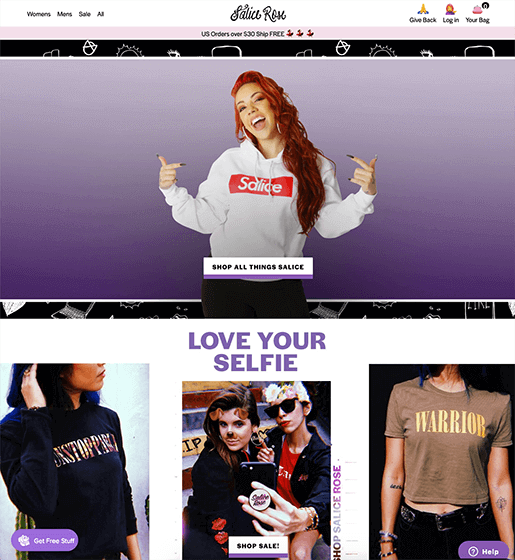 Womens Mens Sale All
Salice Rose
Give Back Log in Your Bag
0
US Orders over $30 Ship FREE
Salice
SHOP ALL THINGS SALICE
LOVE YOUR
SELFIE
UNSTOPPABLE
Salice
Rose
SHOP SALICE ROSE
WARRIOR
SHOP SALE!
Get Free Stuff
Help